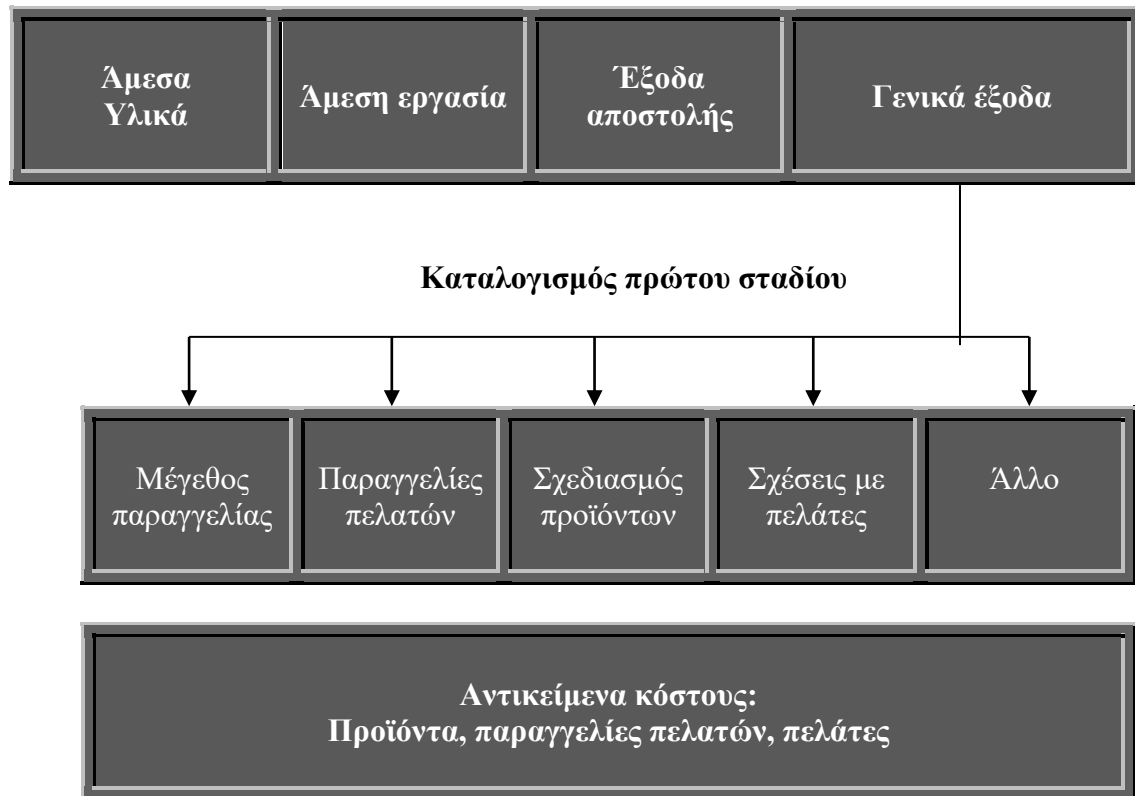 Άμεσα
Υλικά
Άμεση εργασία
Έξοδα
αποστολής
Γενικά έξοδα
Καταλογισμός πρώτου σταδίου
Μέγεθος
παραγγελίας
Παραγγελίες
πελατών
Σχεδιασμός
προϊόντων
Σχέσεις με
πελάτες
Άλλο
Αντικείμενα κόστους:
Προϊόντα, παραγγελίες πελατών, πελάτες